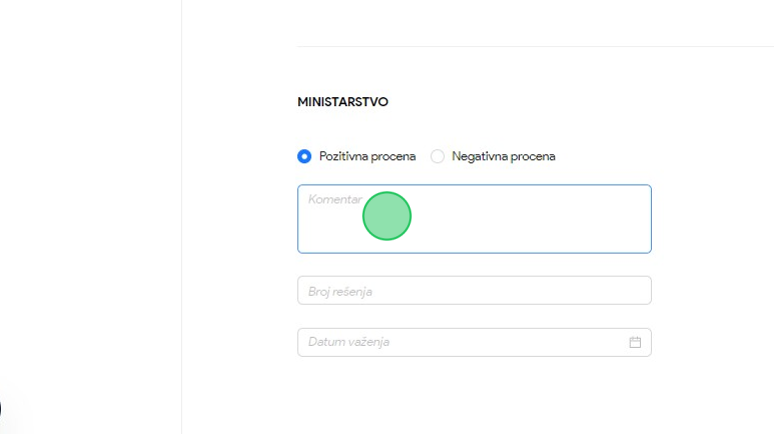 MINISTARSTVO
Pozitivna procena Negativna procena
Komentar
Broj rešenja
Datum važenja